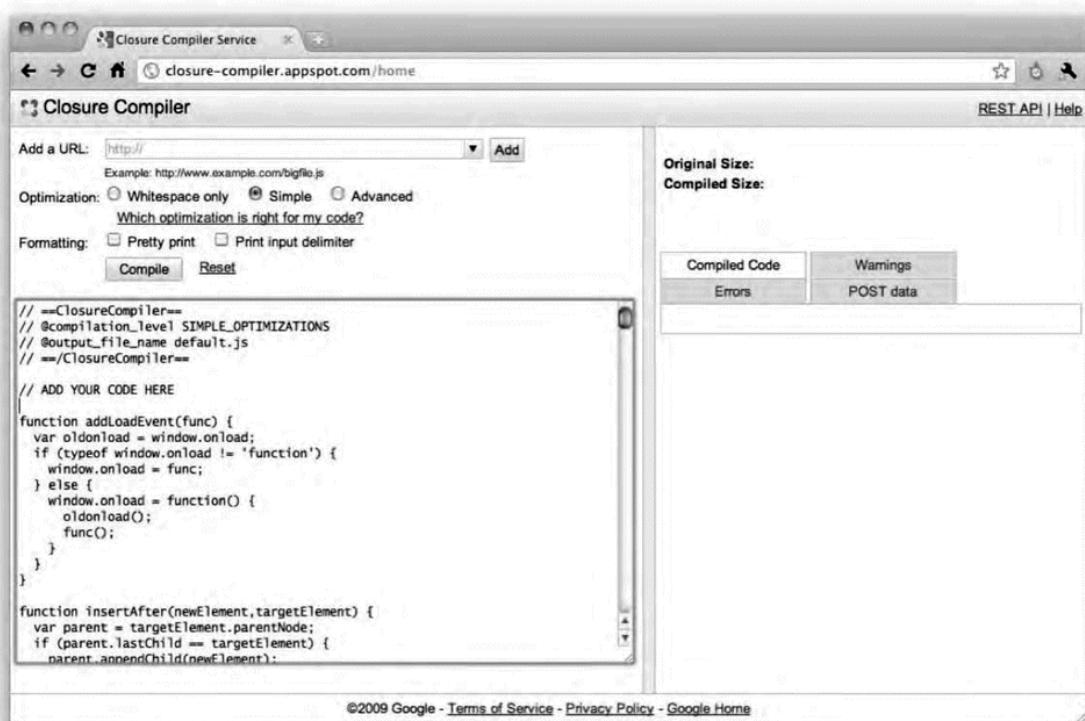 Closure Compiler Service
closure-compiler.appspot.com/home
Closure Compiler
REST API | Help
Add a URL: http:// Add
Example: http://www.example.com/bigfile.js
Optimization: Whitespace only Simple Advanced
Which optimization is right for my code?
Formatting: Pretty print Print input delimiter
Compile Reset
// ==ClosureCompiler==
// @compilation_level SIMPLE_OPTIMIZATIONS
// @output_file_name default.js
// ==/ClosureCompiler==
// ADD YOUR CODE HERE
function addLoadEvent(func) {
var oldonload = window.onload;
if (typeof window.onload != 'function') {
window.onload = func;
} else {
window.onload = function() {
oldonload();
func();
}
}
}
function insertAfter(newElement,targetElement) {
var parent = targetElement.parentNode;
if (parent.lastChild == targetElement) {
parent.appendChild(newElement);
Original Size:
Compiled Size:
Compiled Code Warnings
Errors POST data
©2009 Google - Terms of Service - Privacy Policy - Google Home